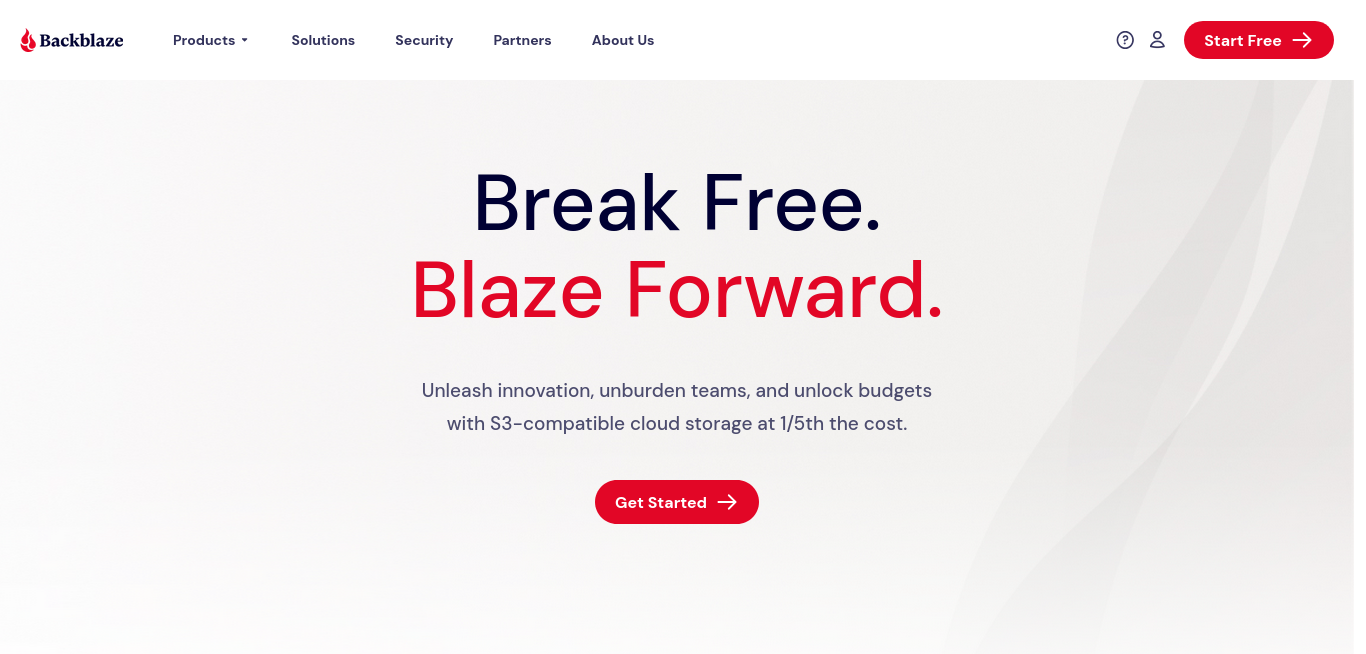 Backblaze
Products
Solutions
Security
Partners
About Us
Start Free
Break Free.
Blaze Forward.
Unleash innovation, unburden teams, and unlock budgets
with S3-compatible cloud storage at 1/5th the cost.
Get Started